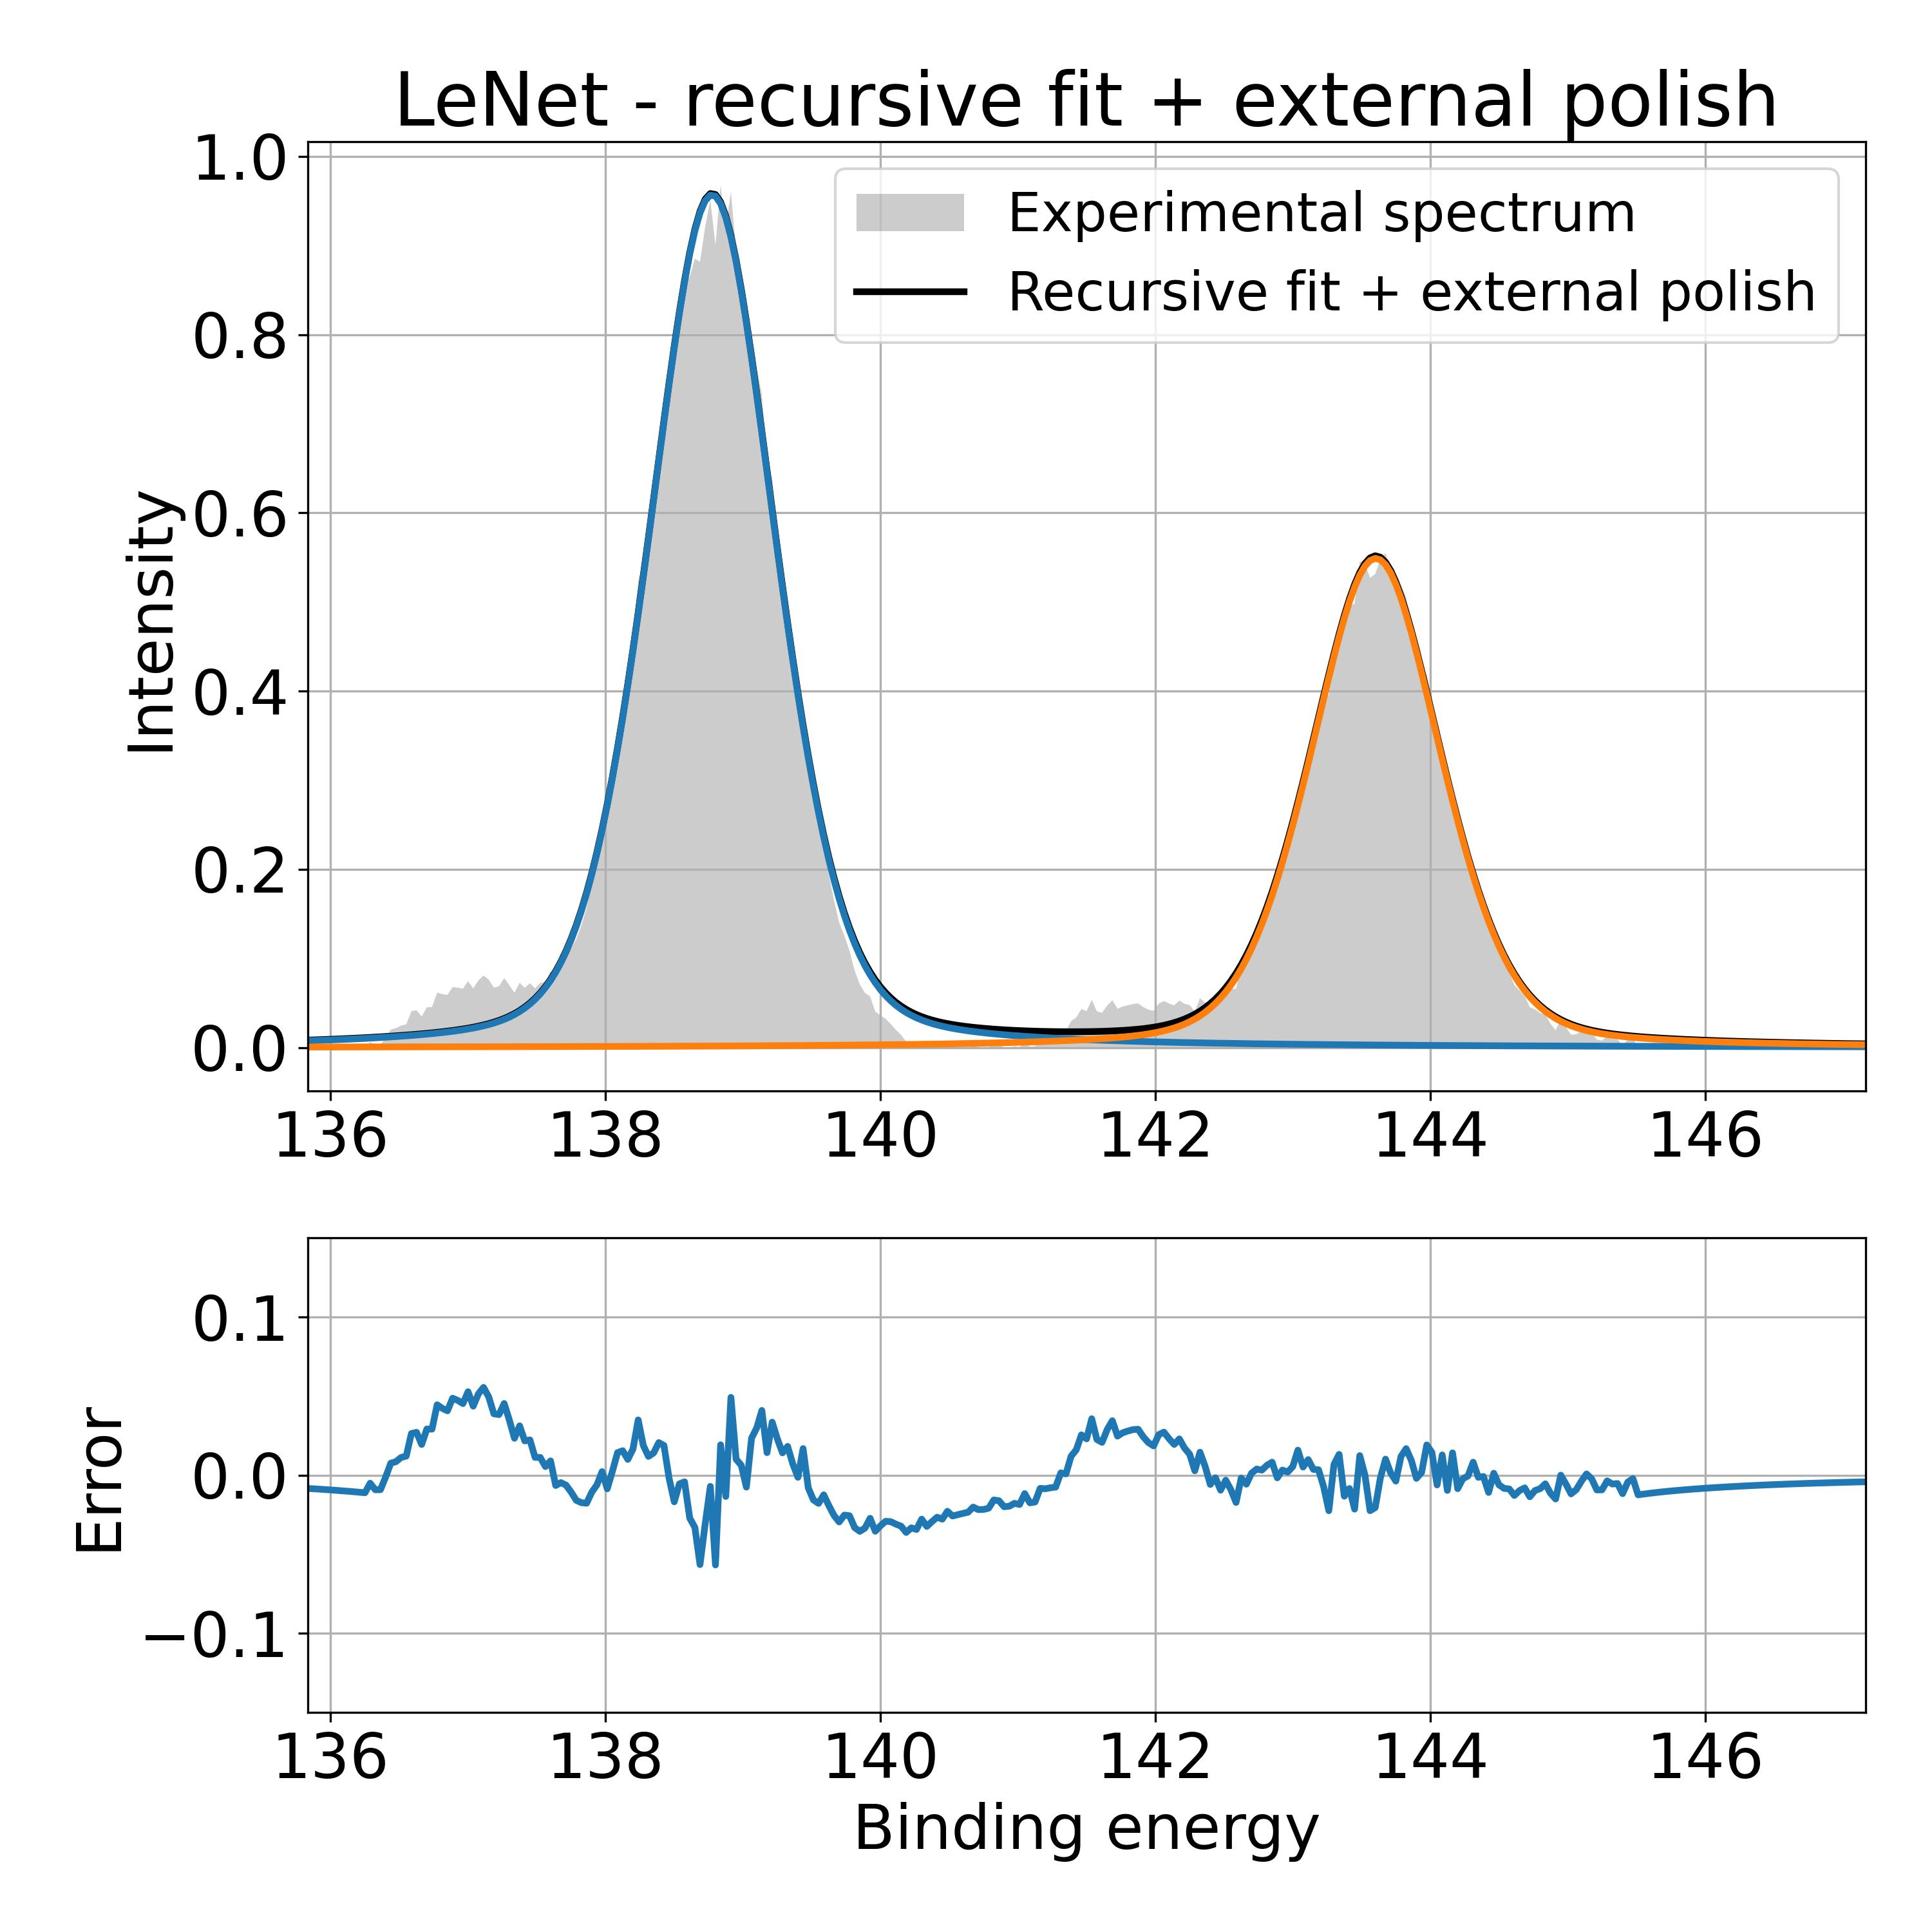 LeNet - recursive fit + external polish
1.0
0.8
0.6
0.4
0.2
0.0
Intensity
Experimental spectrum
Recursive fit + external polish
136 138 140 142 144 146
0.1
0.0
−0.1
Error
136 138 140 142 144 146
Binding energy